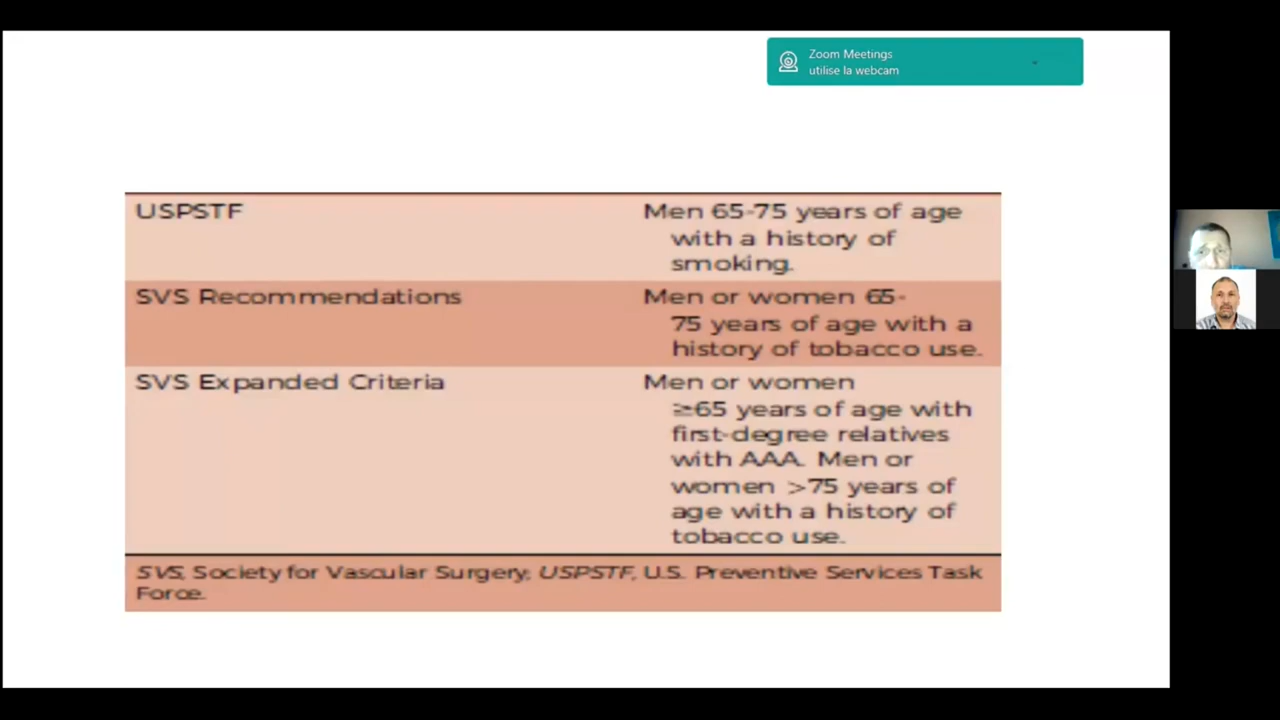 Zoom Meetings
utilise la webcam
USPSTF
Men 65-75 years of age
with a history of
smoking.
SVS Recommendations
Men or women 65-
75 years of age with a
history of tobacco use.
SVS Expanded Criteria
Men or women
≥65 years of age with
first-degree relatives
with AAA. Men or
women >75 years of
age with a history of
tobacco use.
SVS, Society for Vascular Surgery; USPSTF, U.S. Preventive Services Task
Force.